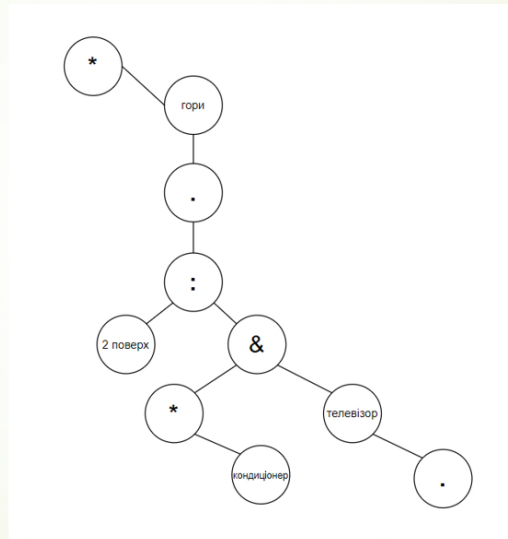 *
гори
.
:
2 поверх
&
*
телевізор
кондиціонер
.